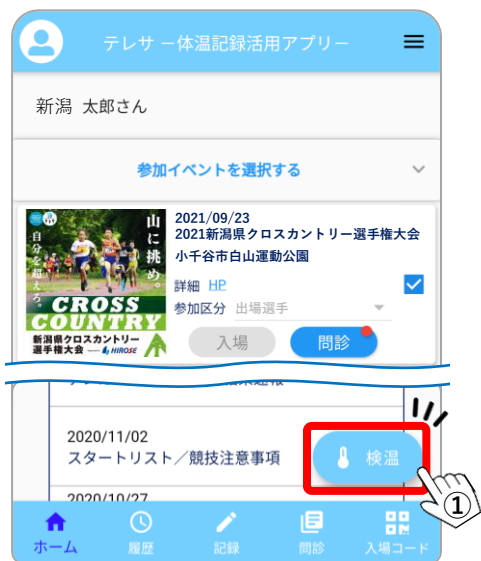 テレサ －体温記録活用アプリ－
新潟 太郎さん
参加イベントを選択する
山に挑め。
自分を超えろ。
CROSS
COUNTRY
新潟県クロスカントリー
選手権大会
HIROSE
2021/09/23
2021新潟県クロスカントリー選手権大会
小千谷市白山運動公園
詳細 HP
参加区分 出場選手
入場
問診
2020/11/02
スタートリスト／競技注意事項
検温
①
2020/10/27
ホーム
履歴
記録
問診
入場コード